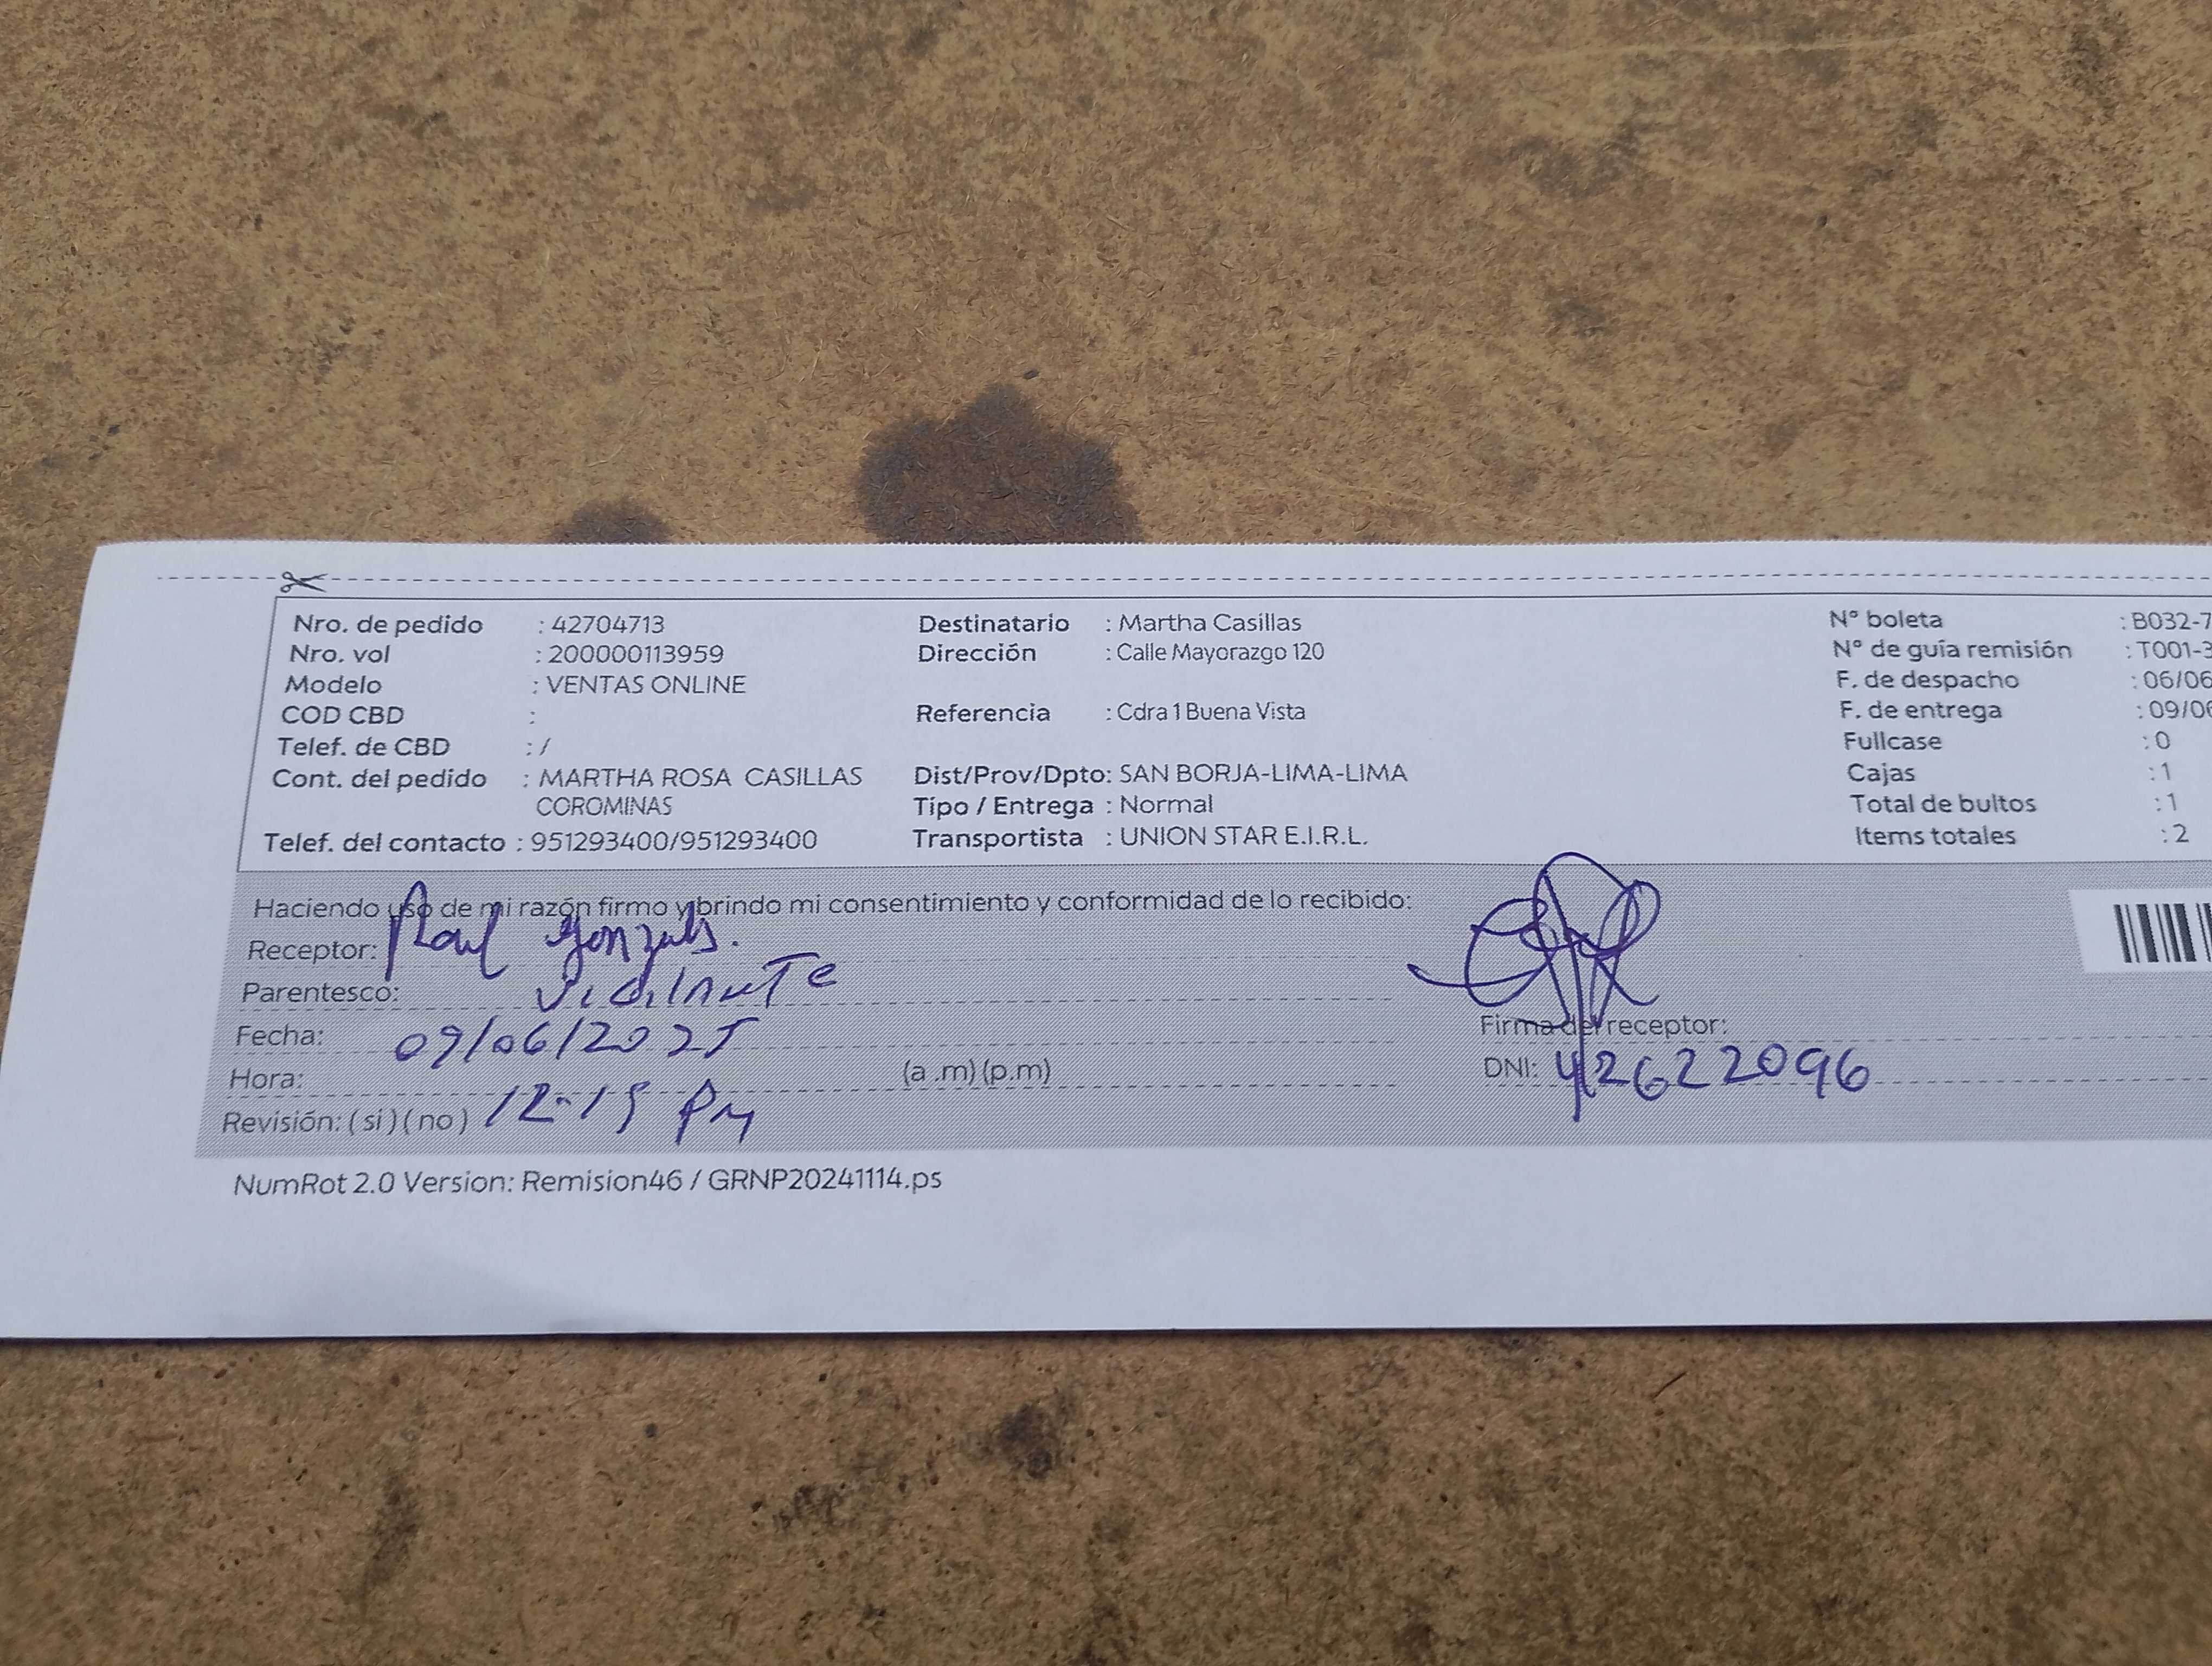 Nro. de pedido : 42704713 Destinatario : Martha Casillas N° boleta : B032-7
Nro. vol : 200000113959 Dirección : Calle Mayorazgo 120 N° de guía remisión : T001-3
Modelo : VENTAS ONLINE F. de despacho : 06/06
COD CBD : Referencia : Cdra 1 Buena Vista F. de entrega : 09/06
Telef. de CBD : / Fullcase : 0
Cont. del pedido : MARTHA ROSA CASILLAS Dist/Prov/Dpto: SAN BORJA-LIMA-LIMA Cajas : 1
COROMINAS Tipo / Entrega : Normal Total de bultos : 1
Telef. del contacto : 951293400/951293400 Transportista : UNION STAR E.I.R.L. Items totales : 2
Haciendo uso de mi razón firmo y brindo mi consentimiento y conformidad de lo recibido:
Receptor: Raul
Parentesco: vigilante
Fecha: 09/06/2025 Firma del receptor:
Hora: (a .m) (p.m) DNI: 42622096
Revisión: ( si ) ( no ) 12-15 PM
NumRot 2.0 Version: Remision46 / GRNP20241114.ps